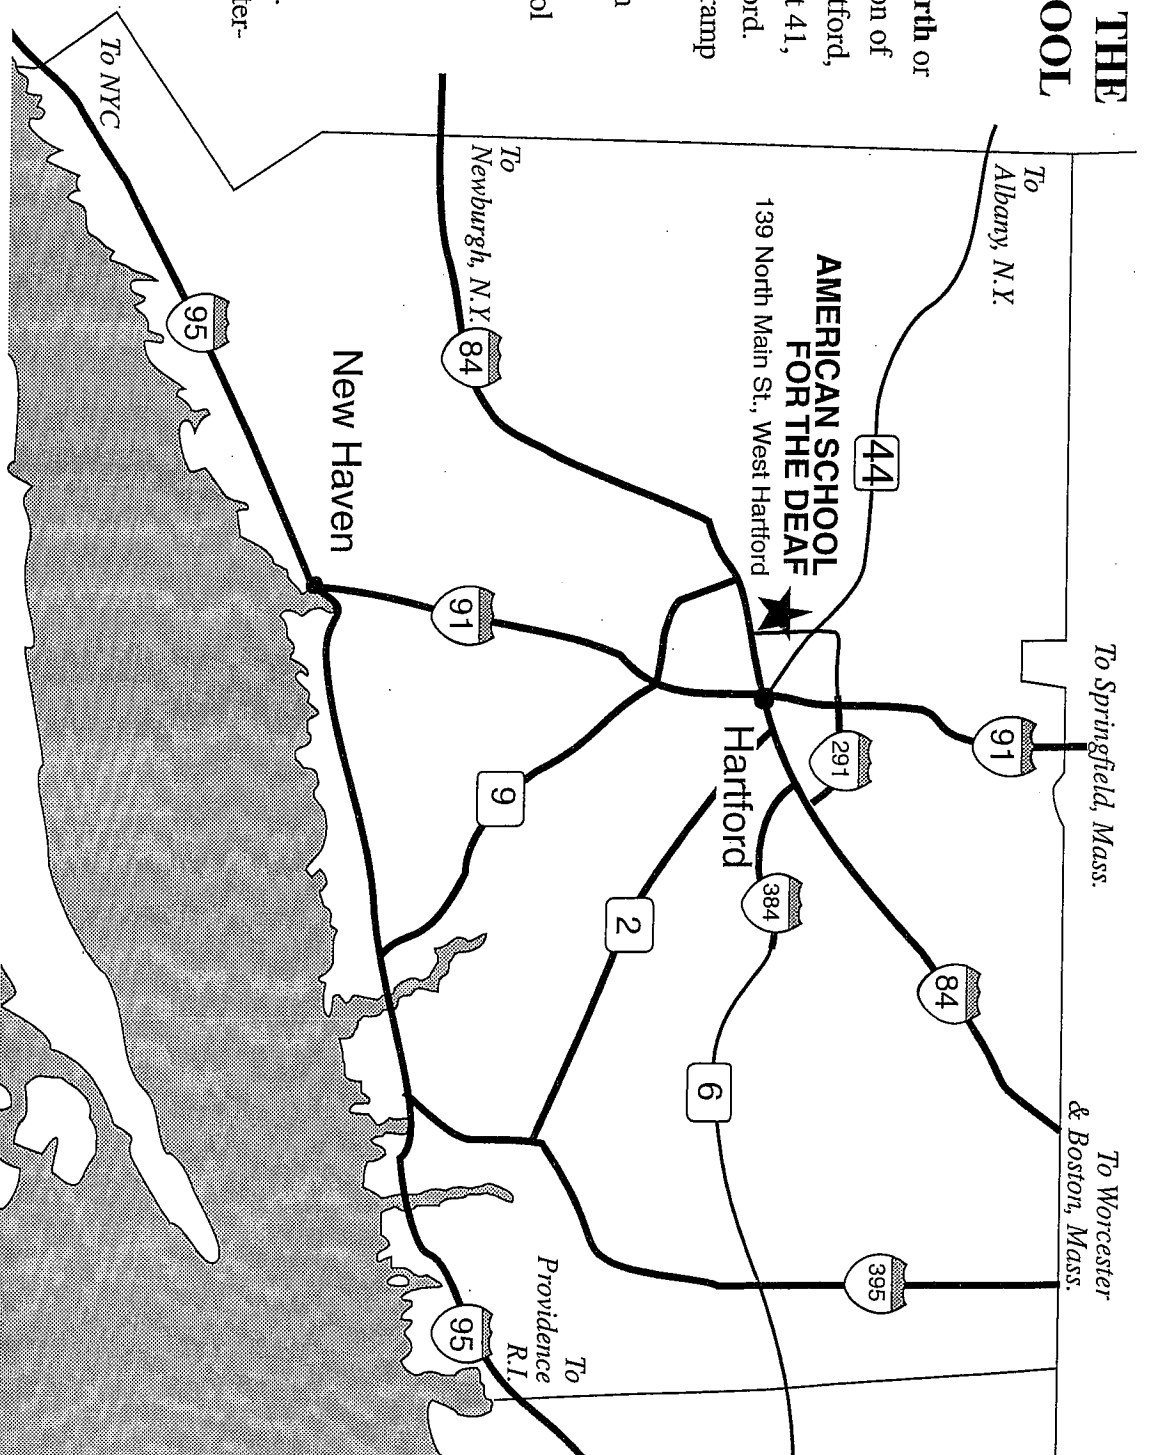 THE
OOL
rth or
on of
tford,
t 41,
ord.
ramp
ol
ter-
To Springfield, Mass.
To Worcester
& Boston, Mass.
To
Albany, N.Y.
44
91
84
395
AMERICAN SCHOOL
FOR THE DEAF
139 North Main St., West Hartford
291
Hartford
384
6
2
To
Newburgh, N.Y.
84
9
91
To
Providence
R.I.
95
New Haven
95
To NYC